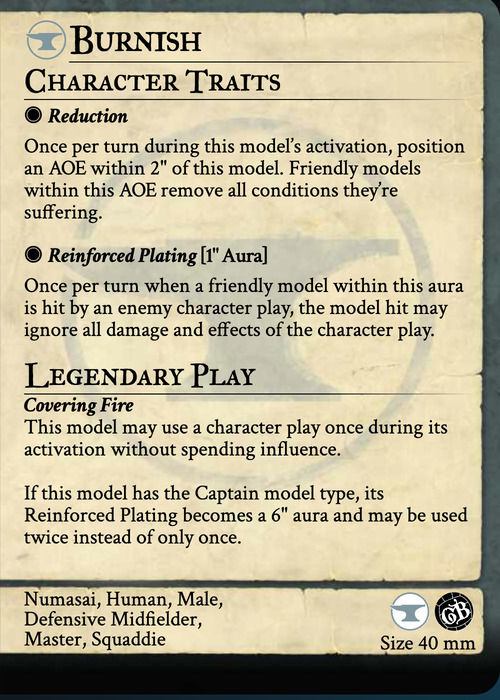 Burnish
Character Traits
Reduction
Once per turn during this model's activation, position
an AOE within 2" of this model. Friendly models
within this AOE remove all conditions they're
suffering.
Reinforced Plating [1" Aura]
Once per turn when a friendly model within this aura
is hit by an enemy character play, the model hit may
ignore all damage and effects of the character play.
Legendary Play
Covering Fire
This model may use a character play once during its
activation without spending influence.
If this model has the Captain model type, its
Reinforced Plating becomes a 6" aura and may be used
twice instead of only once.
Numasai, Human, Male,
Defensive Midfielder,
Master, Squaddie
GB
Size 40 mm